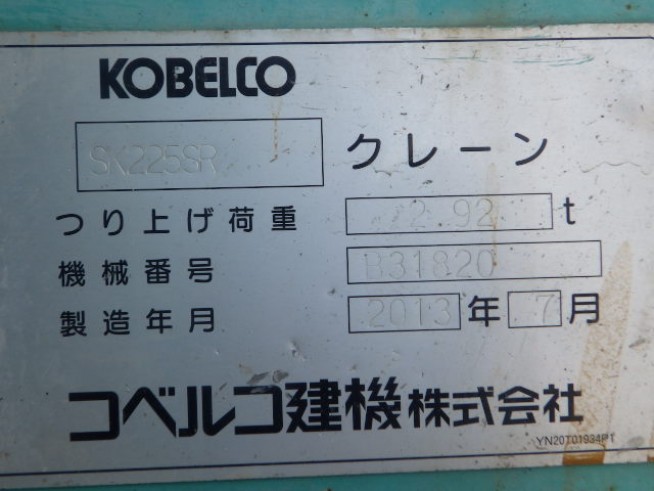 KOBELCO
SK225SR クレーン
つり上げ荷重 2.92 t
機械番号 B31820
製造年月 2013 年 7 月
コベルコ建機株式会社
YN20T01934P1